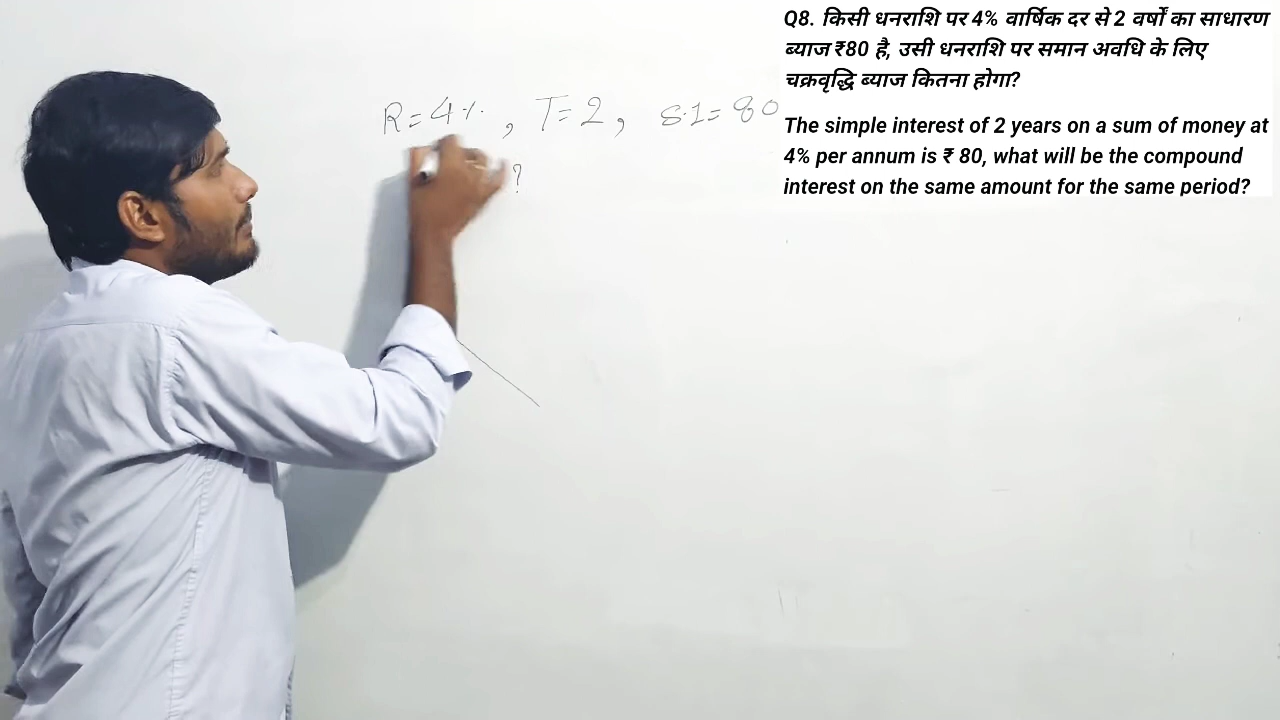 Q8. किसी धनराशि पर 4% वार्षिक दर से 2 वर्षों का साधारण
ब्याज ₹80 है, उसी धनराशि पर समान अवधि के लिए
चक्रवृद्धि ब्याज कितना होगा?
The simple interest of 2 years on a sum of money at
4% per annum is ₹ 80, what will be the compound
interest on the same amount for the same period?
R=4%, T=2, S.I=80
?